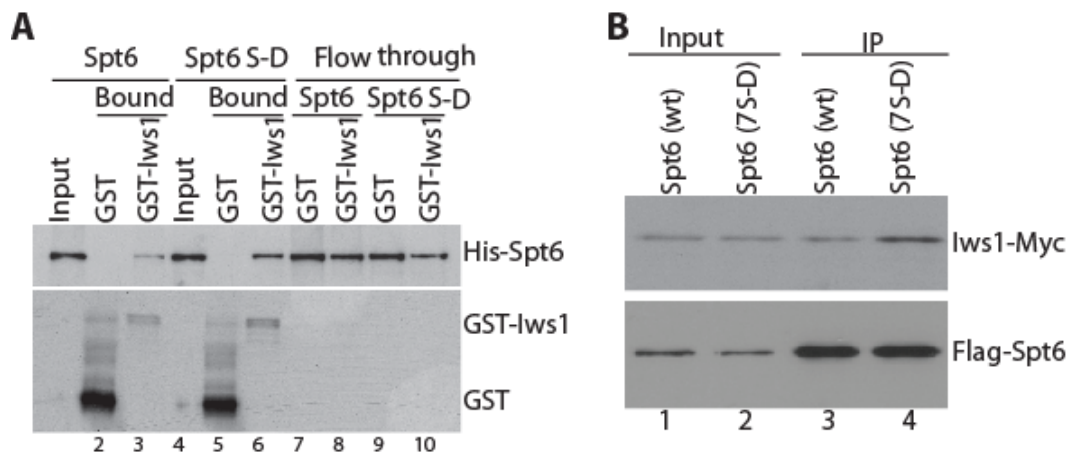 A
Spt6
Spt6 S-D
Flow through
Bound
Bound
Spt6
Spt6 S-D
Input
GST
GST-Iws1
Input
GST
GST-Iws1
GST
GST-Iws1
GST
GST-Iws1
His-Spt6
GST-Iws1
GST
2 3 4 5 6 7 8 9 10
B
Input
IP
Spt6 (wt)
Spt6 (7S-D)
Spt6 (wt)
Spt6 (7S-D)
Iws1-Myc
Flag-Spt6
1 2 3 4